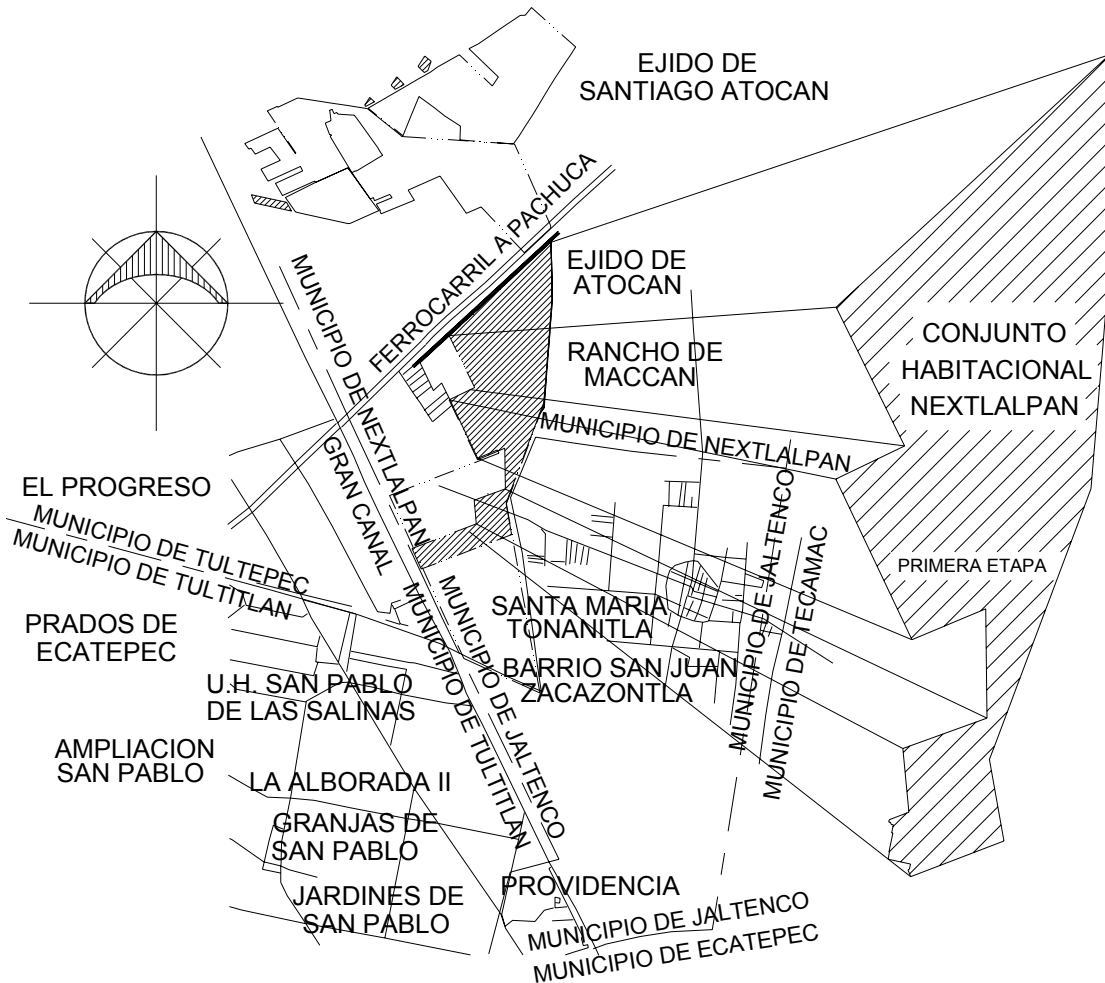 EJIDO DE
SANTIAGO ATOCAN
FERROCARRIL A PACHUCA
MUNICIPIO DE NEXTLALPAN
GRAN CANAL
EJIDO DE
ATOCAN
RANCHO DE
MACCAN
CONJUNTO
HABITACIONAL
NEXTLALPAN
MUNICIPIO DE NEXTLALPAN
EL PROGRESO
MUNICIPIO DE TULTEPEC
MUNICIPIO DE TULTITLAN
MUNICIPIO DE JALTENCO
MUNICIPIO DE TECAMAC
PRIMERA ETAPA
PRADOS DE
ECATEPEC
SANTA MARIA
TONANITLA
MUNICIPIO DE JALTENCO
MUNICIPIO DE TULTITLAN
BARRIO SAN JUAN
ZACAZONTLA
U.H. SAN PABLO
DE LAS SALINAS
AMPLIACION
SAN PABLO
LA ALBORADA II
GRANJAS DE
SAN PABLO
JARDINES DE
SAN PABLO
PROVIDENCIA
MUNICIPIO DE JALTENCO
MUNICIPIO DE ECATEPEC